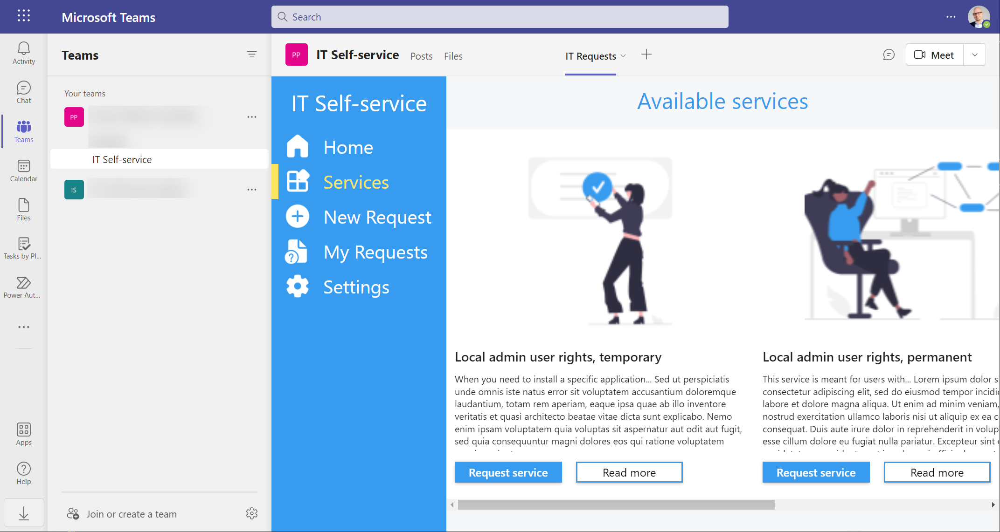 Microsoft Teams
Search
Activity
Chat
Teams
Calendar
Files
Tasks by Pl...
Power Aut...
Apps
Help
Teams
Your teams
PP
IT Self-service
IS
Join or create a team
PP
IT Self-service
Posts
Files
IT Requests
Meet
IT Self-service
Home
Services
New Request
My Requests
Settings
Available services
Local admin user rights, temporary
When you need to install a specific application... Sed ut perspiciatis
unde omnis iste natus error sit voluptatem accusantium doloremque
laudantium, totam rem aperiam, eaque ipsa quae ab illo inventore
veritatis et quasi architecto beatae vitae dicta sunt explicabo. Nemo
enim ipsam voluptatem quia voluptas sit aspernatur aut odit aut fugit,
sed quia consequuntur magni dolores eos qui ratione voluptatem
Request service
Read more
Local admin user rights, permanent
This service is meant for users with... Lorem ipsum dolor s
consectetur adipiscing elit, sed do eiusmod tempor incidi
labore et dolore magna aliqua. Ut enim ad minim veniam,
nostrud exercitation ullamco laboris nisi ut aliquip ex ea c
consequat. Duis aute irure dolor in reprehenderit in volup
esse cillum dolore eu fugiat nulla pariatur. Excepteur sint
Request service
Read more